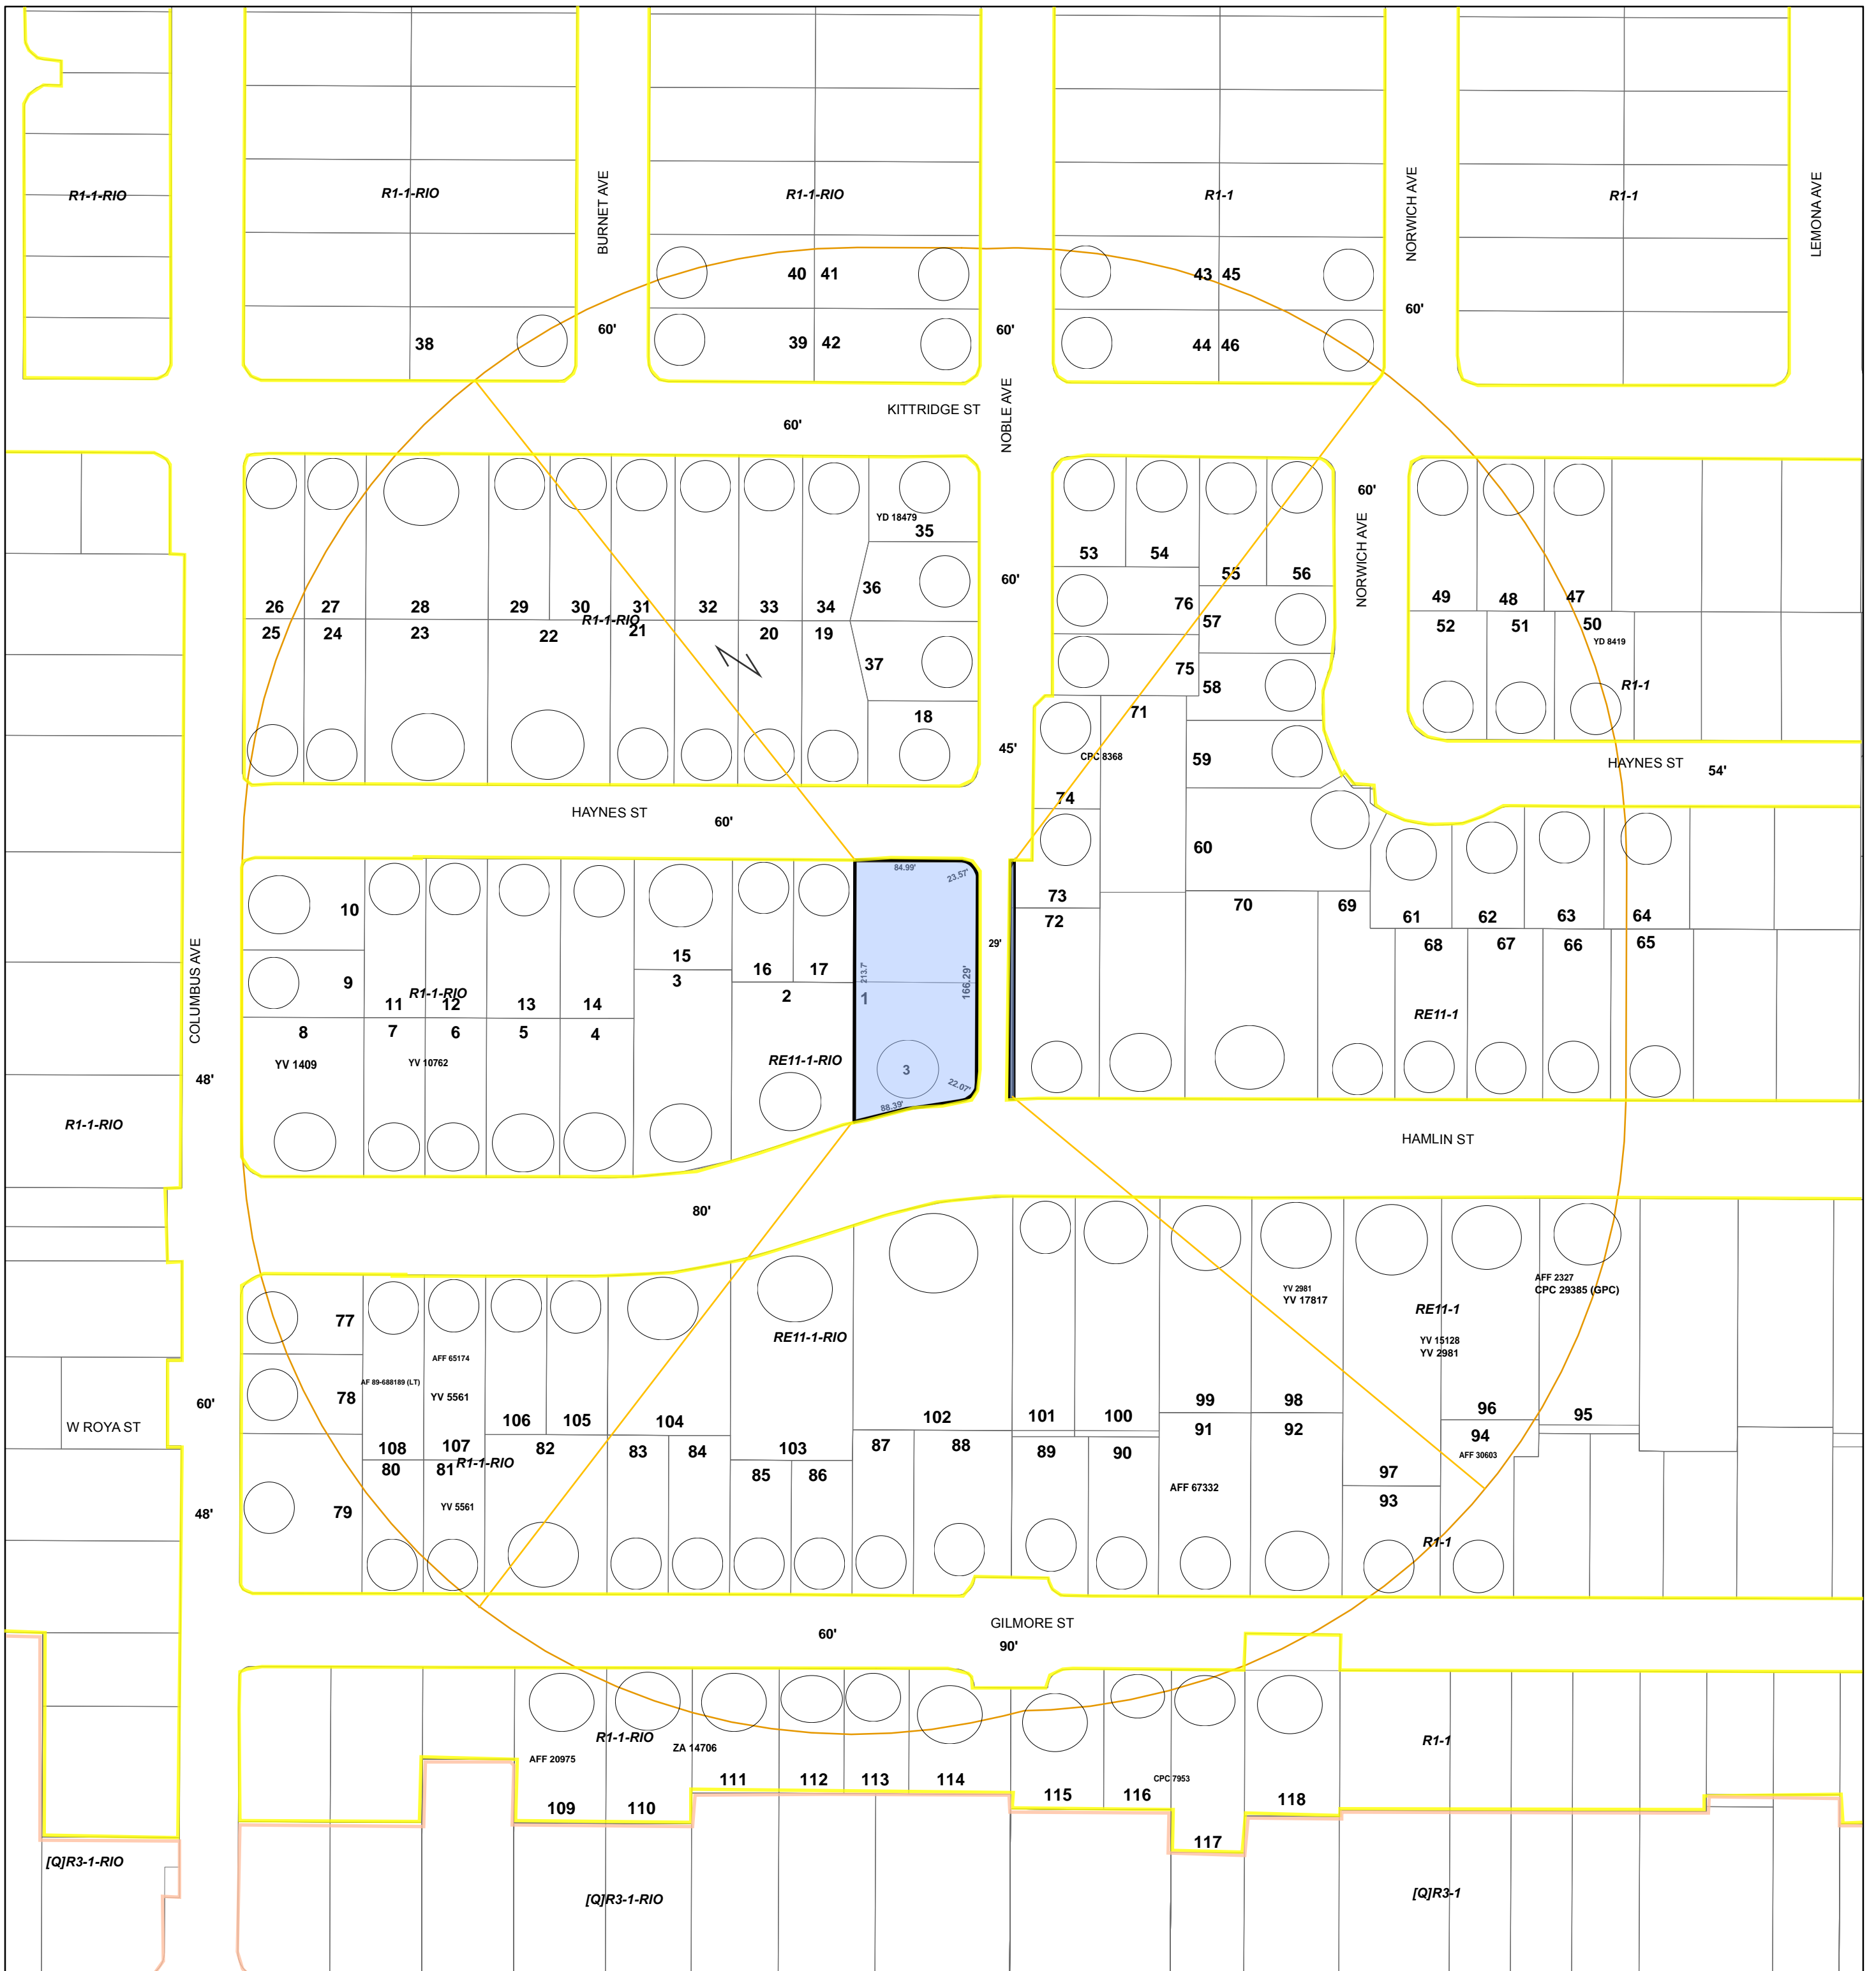 R1-1-RIO
R1-1-RIO
BURNET AVE
R1-1-RIO
R1-1
NORWICH AVE
R1-1
LEMONA AVE
40 41
43 45
38
60'
39 42
60'
44 46
60'
KITTRIDGE ST
60'
NOBLE AVE
YD 18479
35
60'
NORWICH AVE
53 54
55 56
60'
36
26 27 28 29 30 31 32 33 34
R1-1-RIO
25 24 23 22 21 20 19
76
57
49 48 47
52 51 50
YD 8419
37
75
58
R1-1
18
71
45'
CPC 8368
59
HAYNES ST
54'
74
HAYNES ST
60'
60
84.99'
23.57'
10
73
72
70 69
61 62 63 64
15
3
16 17
2
213.7'
1
166.29'
29'
68 67 66 65
COLUMBUS AVE
9
R1-1-RIO
11 12 13 14
8 7 6 5 4
YV 1409
YV 10762
RE11-1-RIO
RE11-1
3
22.07'
88.39'
48'
R1-1-RIO
HAMLIN ST
80'
77
AFF 65174
AF 89-688189 (LT)
78
YV 5561
RE11-1-RIO
YV 2981
YV 17817
AFF 2327
CPC 29385 (GPC)
RE11-1
YV 15128
YV 2981
60'
W ROYA ST
106 105 104
102 101 100
99 98
96 95
108 107
80 81
R1-1-RIO
82 83 84
103
85 86
87 88 89 90
91 92
94
AFF 30603
97
93
AFF 67332
48'
79
YV 5561
R1-1
GILMORE ST
60'
90'
R1-1-RIO
AFF 20975
ZA 14706
R1-1
CPC 7953
109 110 111 112 113 114 115 116
118
117
[Q]R3-1-RIO
[Q]R3-1-RIO
[Q]R3-1